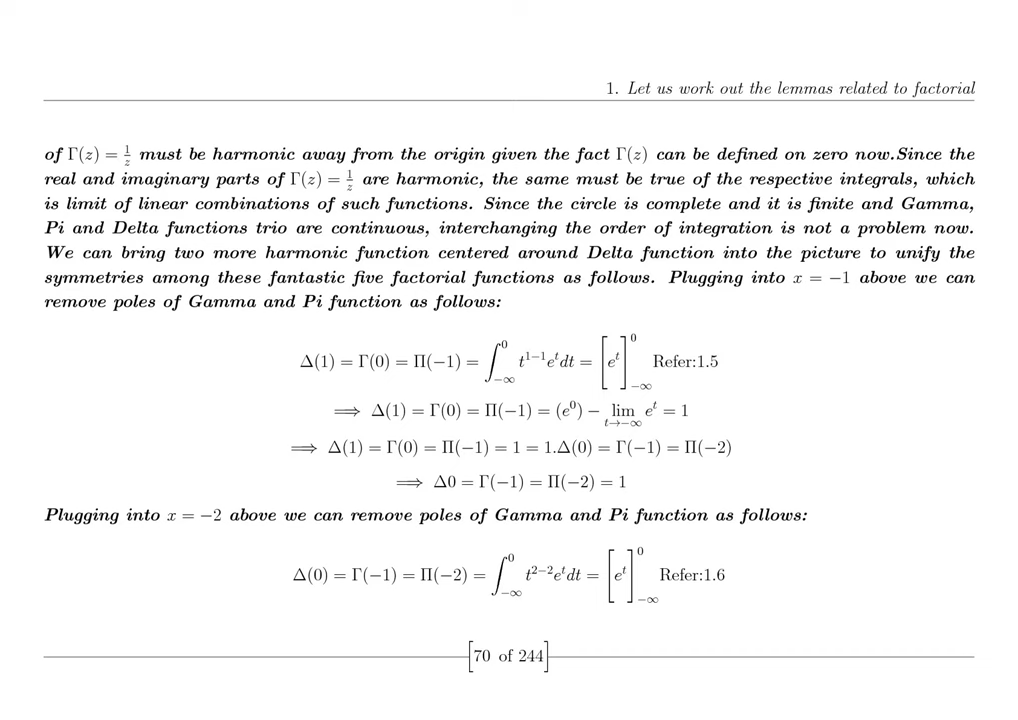 1. Let us work out the lemmas related to factorial
of Γ(z) = 1/z must be harmonic away from the origin given the fact Γ(z) can be defined on zero now.Since the
real and imaginary parts of Γ(z) = 1/z are harmonic, the same must be true of the respective integrals, which
is limit of linear combinations of such functions. Since the circle is complete and it is finite and Gamma,
Pi and Delta functions trio are continuous, interchanging the order of integration is not a problem now.
We can bring two more harmonic function centered around Delta function into the picture to unify the
symmetries among these fantastic five factorial functions as follows. Plugging into x = −1 above we can
remove poles of Gamma and Pi function as follows:
Δ(1) = Γ(0) = Π(−1) = ∫_{−∞}^{0} t^{1−1}e^{t}dt = [e^{t}]_{−∞}^{0} Refer:1.5
⟹ Δ(1) = Γ(0) = Π(−1) = (e^{0}) − lim_{t→−∞} e^{t} = 1
⟹ Δ(1) = Γ(0) = Π(−1) = 1 = 1.Δ(0) = Γ(−1) = Π(−2)
⟹ Δ0 = Γ(−1) = Π(−2) = 1
Plugging into x = −2 above we can remove poles of Gamma and Pi function as follows:
Δ(0) = Γ(−1) = Π(−2) = ∫_{−∞}^{0} t^{2−2}e^{t}dt = [e^{t}]_{−∞}^{0} Refer:1.6
[70 of 244]